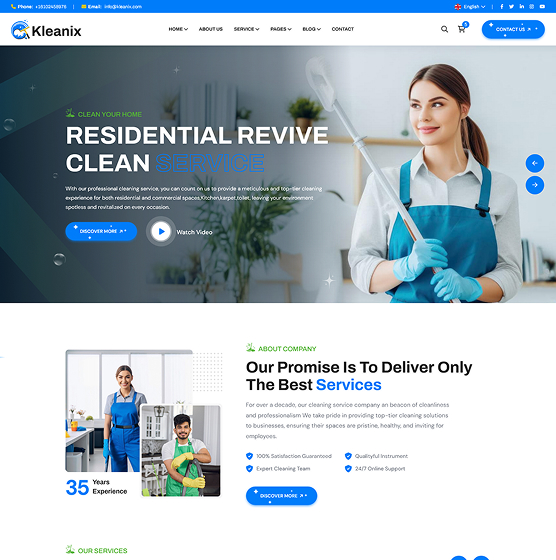 Phone: +16102458978 | Email: info@kleanix.com English
Kleanix
HOME ABOUT US SERVICE PAGES BLOG CONTACT
0
CONTACT US
CLEAN YOUR HOME
RESIDENTIAL REVIVE
CLEAN SERVICE
With our professional cleaning service, you can count on us to provide a meticulous and top-tier cleaning
experience for both residential and commercial spaces,Kitchen,karpet,toilet, leaving your environment
spotless and revitalized on every occasion.
DISCOVER MORE
Watch Video
ABOUT COMPANY
Our Promise Is To Deliver Only
The Best Services
For over a decade, our cleaning service company an beacon of cleanliness
and professionalism We take pride in providing top-tier cleaning solutions
to businesses, ensuring their spaces are pristine, healthy, and inviting for
employees.
100% Satisfaction Guaranteed
Qualityful Instrument
Expert Cleaning Team
24/7 Online Support
DISCOVER MORE
35 Years
Experience
OUR SERVICES